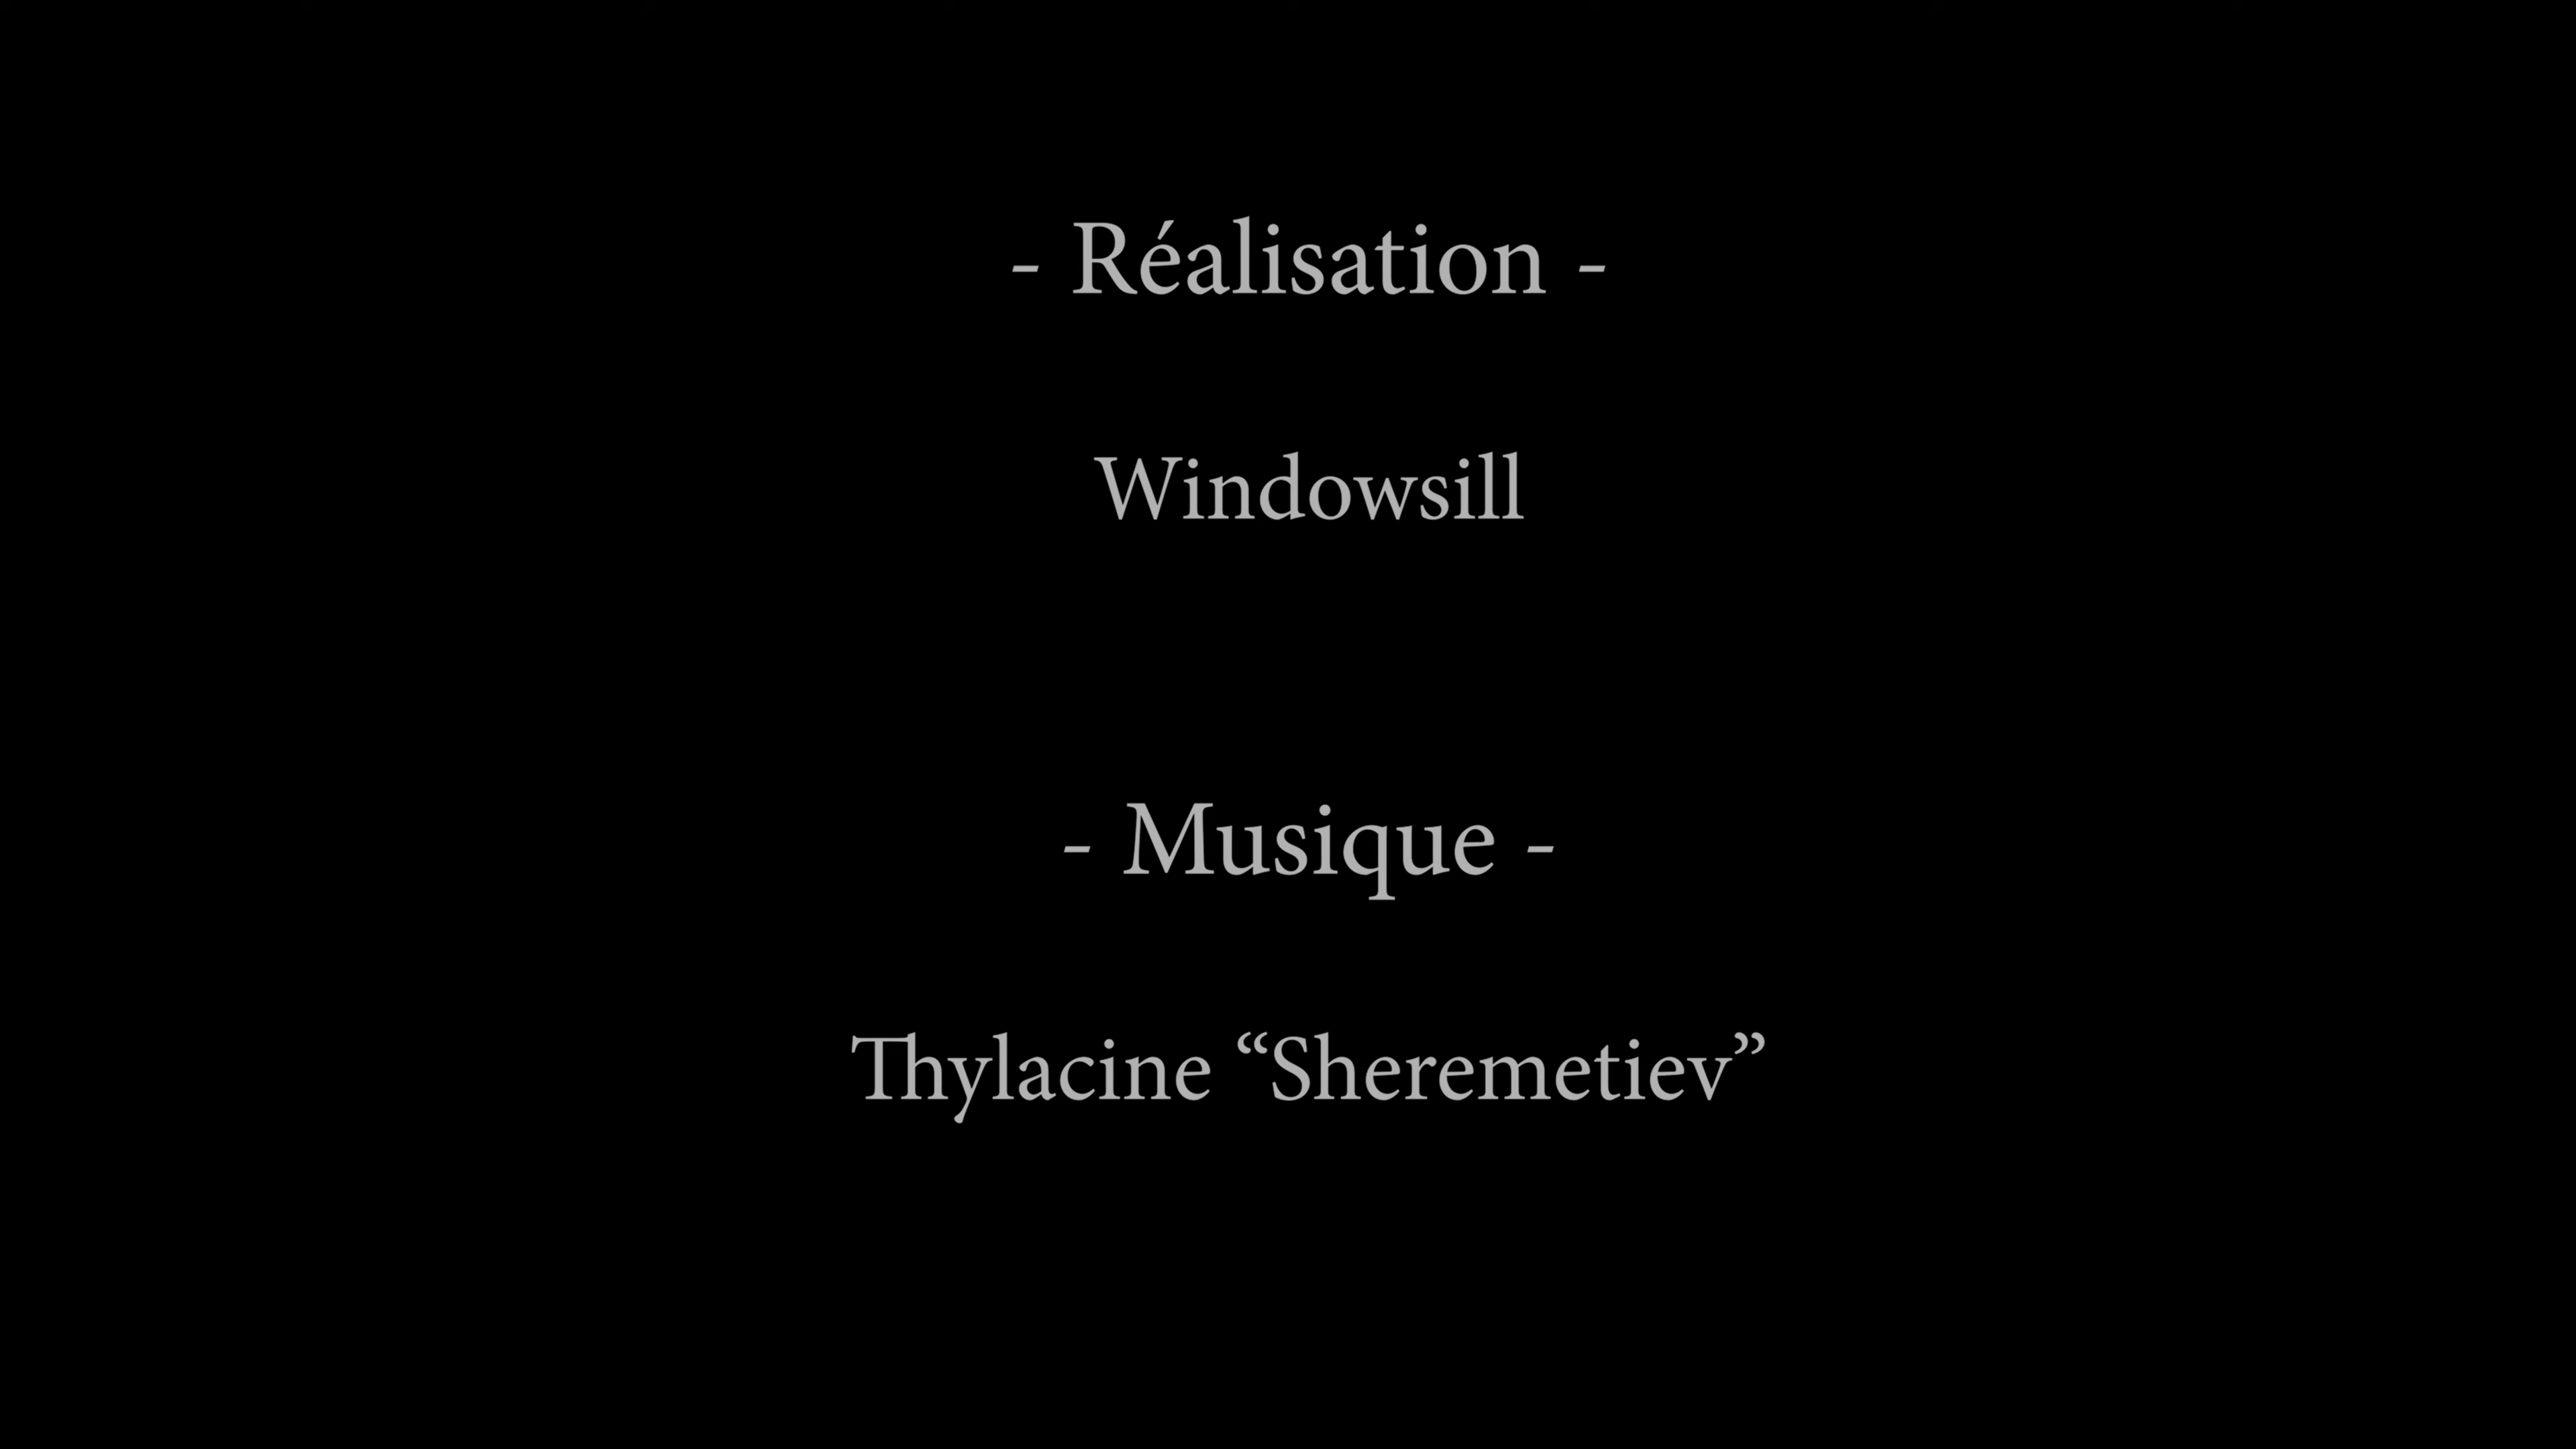 - Réalisation -
Windowsill
- Musique -
Thylacine “Sheremetiev”